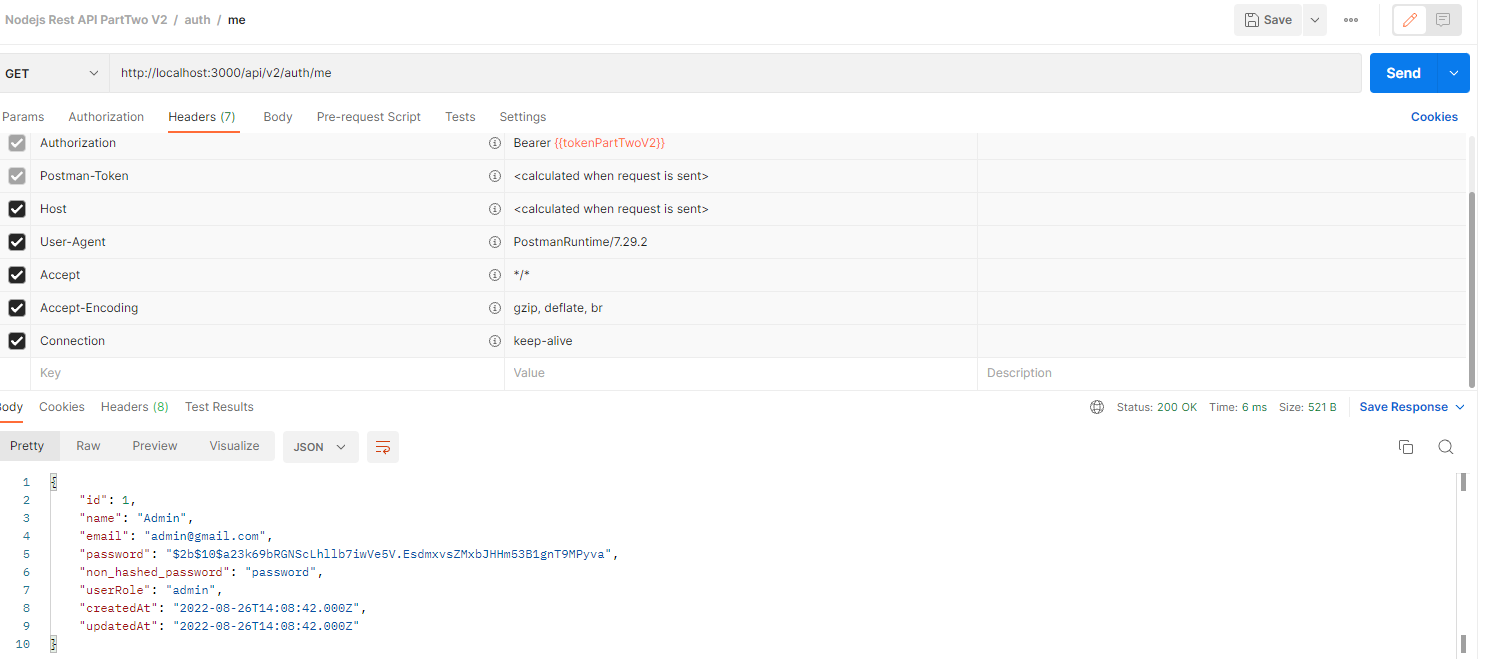 Nodejs Rest API PartTwo V2 / auth / me
Save
GET http://localhost:3000/api/v2/auth/me Send
Params Authorization Headers (7) Body Pre-request Script Tests Settings Cookies
Authorization Bearer {{tokenPartTwoV2}}
Postman-Token <calculated when request is sent>
Host <calculated when request is sent>
User-Agent PostmanRuntime/7.29.2
Accept */*
Accept-Encoding gzip, deflate, br
Connection keep-alive
Key Value Description
Body Cookies Headers (8) Test Results Status: 200 OK Time: 6 ms Size: 521 B Save Response
Pretty Raw Preview Visualize JSON
1 {
2 "id": 1,
3 "name": "Admin",
4 "email": "admin@gmail.com",
5 "password": "$2b$10$a23k69bRGNScLhllb7iwVe5V.EsdmxvsZMxbJHHm53B1gnT9MPyva",
6 "non_hashed_password": "password",
7 "userRole": "admin",
8 "createdAt": "2022-08-26T14:08:42.000Z",
9 "updatedAt": "2022-08-26T14:08:42.000Z"
10 }